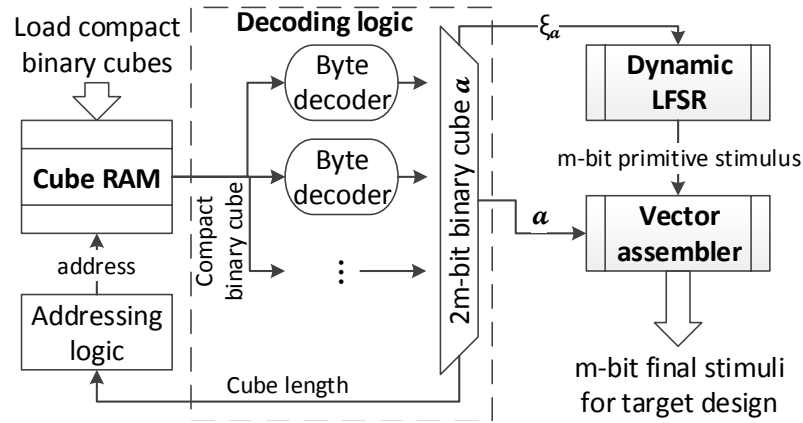 Load compact
binary cubes
Decoding logic
Byte
decoder
Byte
decoder
⋮
Cube RAM
Compact
binary cube
2m-bit binary cube a
ξa
Dynamic
LFSR
m-bit primitive stimulus
a
Vector
assembler
address
Addressing
logic
Cube length
m-bit final stimuli
for target design